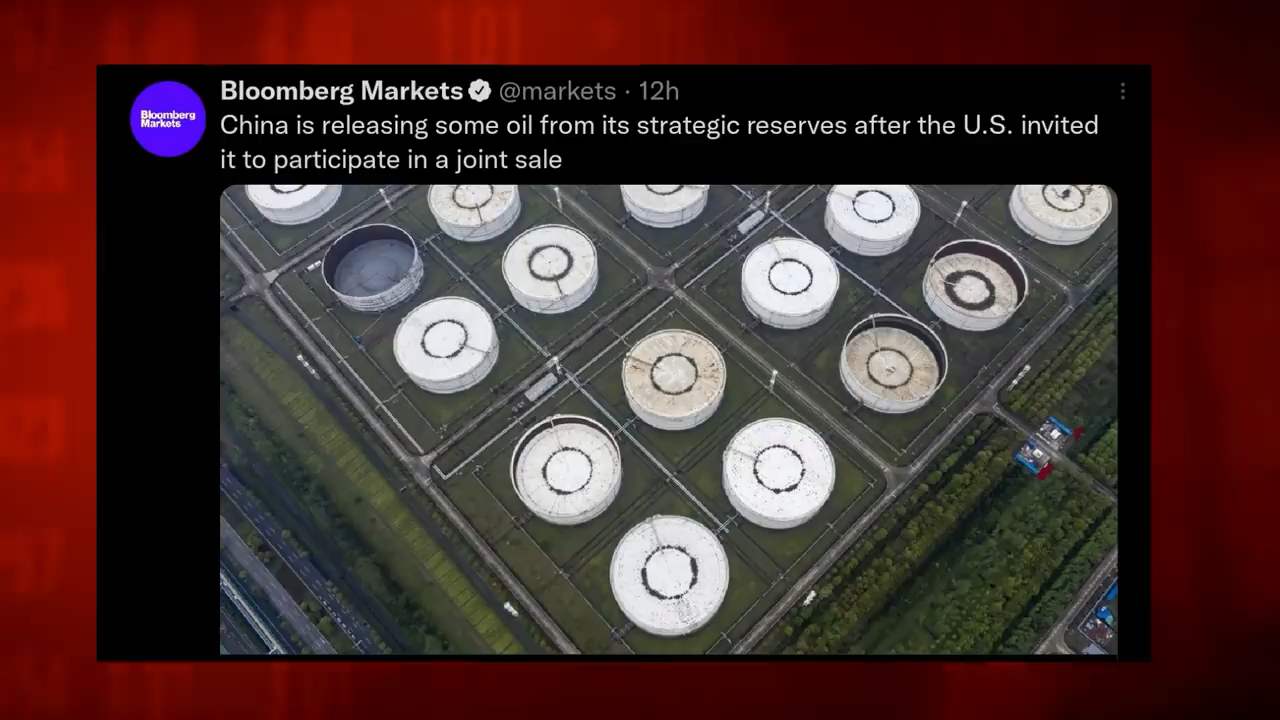 Bloomberg
Markets
Bloomberg Markets @markets · 12h
China is releasing some oil from its strategic reserves after the U.S. invited
it to participate in a joint sale